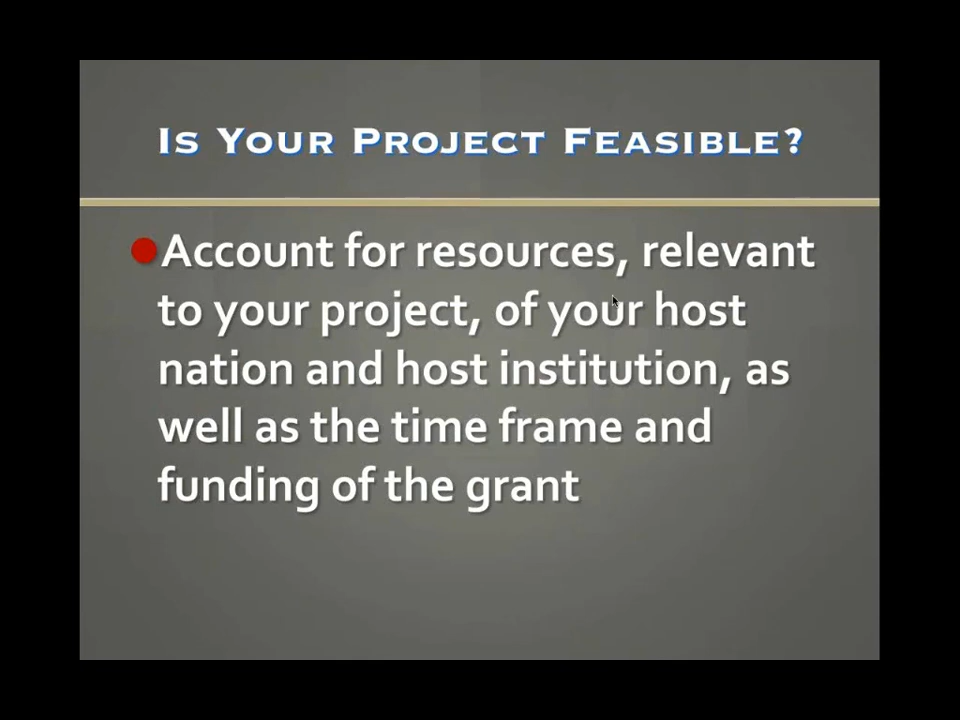 Is Your Project Feasible?
Account for resources, relevant
to your project, of your host
nation and host institution, as
well as the time frame and
funding of the grant